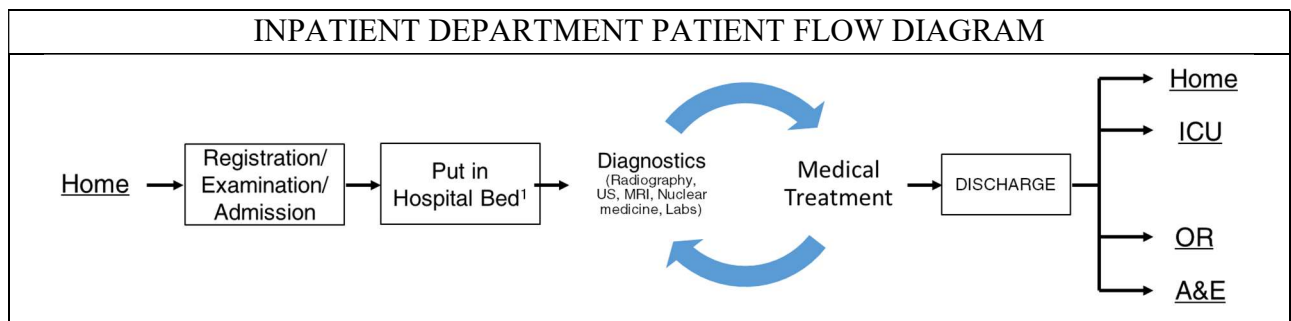 INPATIENT DEPARTMENT PATIENT FLOW DIAGRAM
Home
Registration/
Examination/
Admission
Put in
Hospital Bed¹
Diagnostics
(Radiography,
US, MRI, Nuclear
medicine, Labs)
Medical
Treatment
DISCHARGE
Home
ICU
OR
A&E